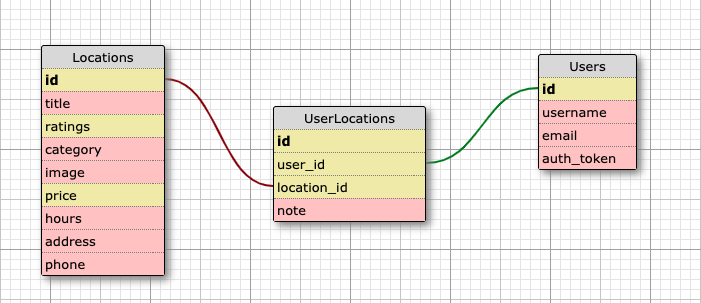 Locations
id
title
ratings
category
image
price
hours
address
phone
UserLocations
id
user_id
location_id
note
Users
id
username
email
auth_token